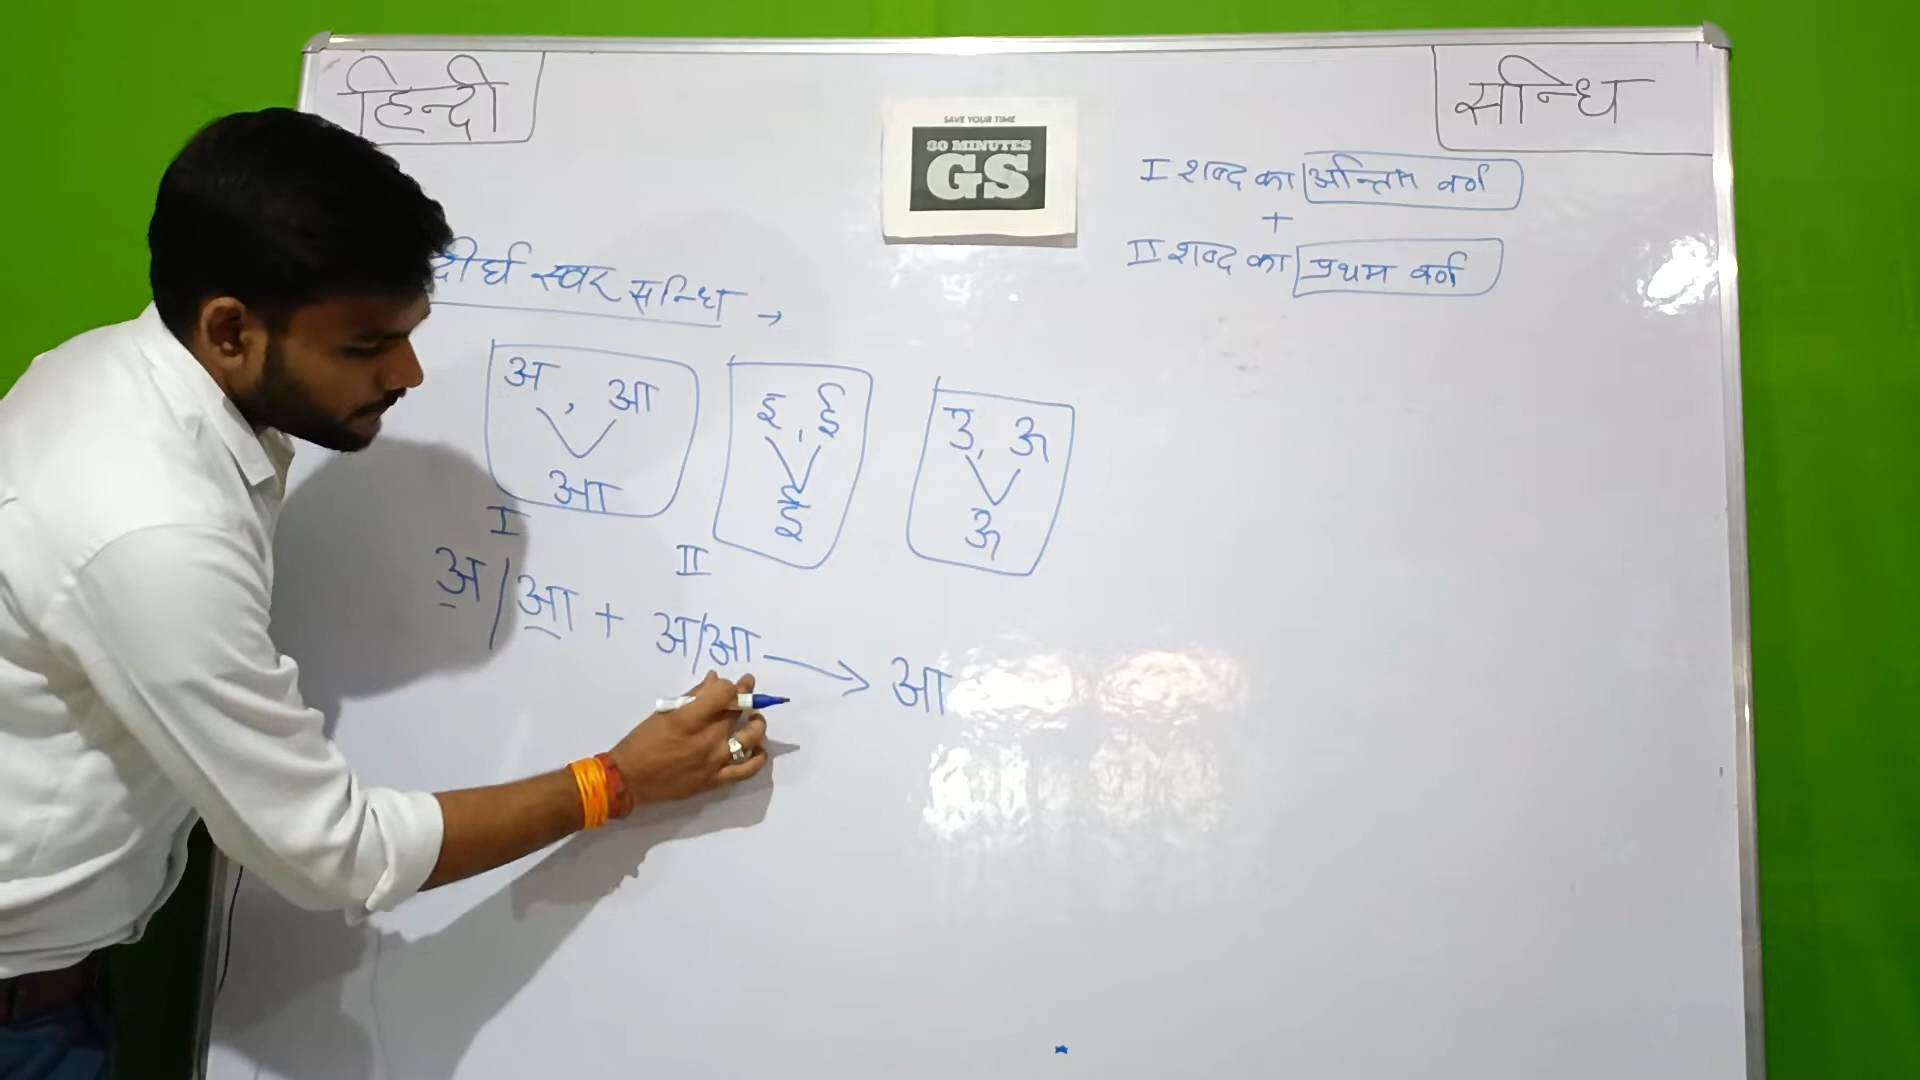 हिन्दी
सन्धि
SAVE YOUR TIME
30 MINUTES
GS
I शब्द का अन्तिम वर्ण
+
II शब्द का प्रथम वर्ण
दीर्घ स्वर सन्धि →
अ , आ
आ
इ , ई
ई
उ , ऊ
ऊ
I
II
अ / आ + अ/आ → आ